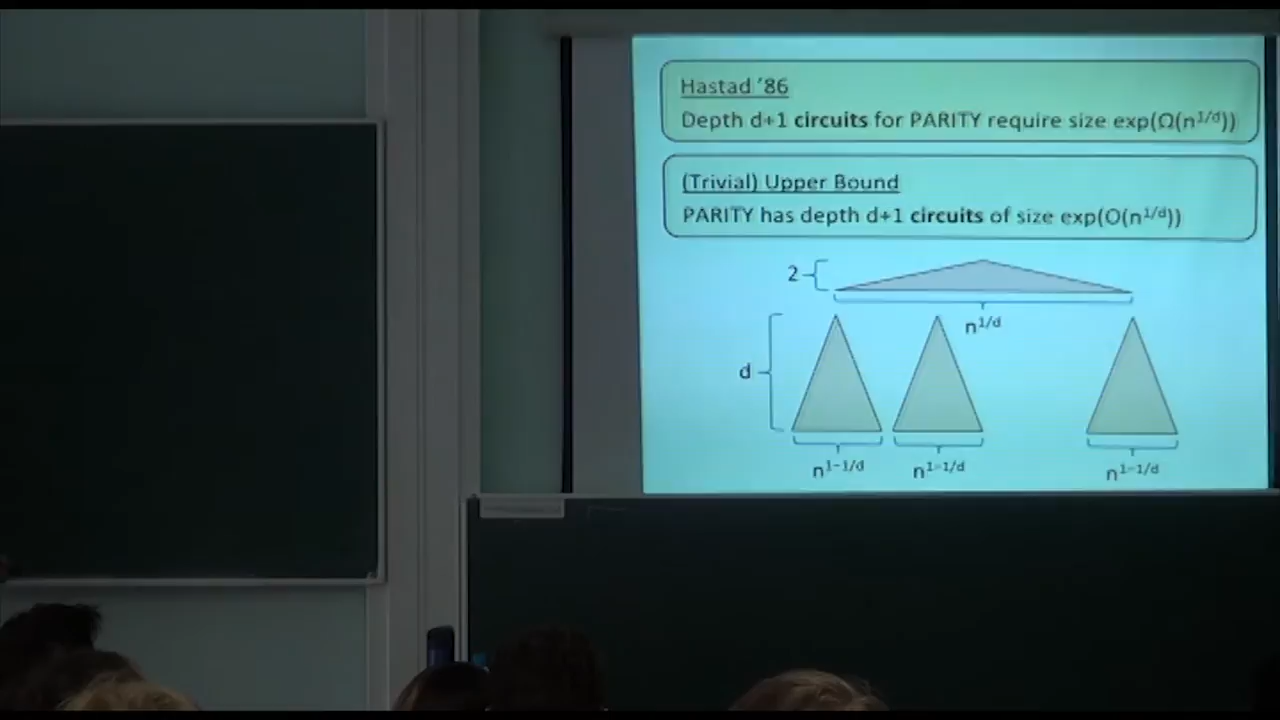 Hastad '86
Depth d+1 circuits for PARITY require size exp(Ω(n^{1/d}))
(Trivial) Upper Bound
PARITY has depth d+1 circuits of size exp(O(n^{1/d}))
2
n^{1/d}
d
n^{1-1/d}
n^{1-1/d}
n^{1-1/d}